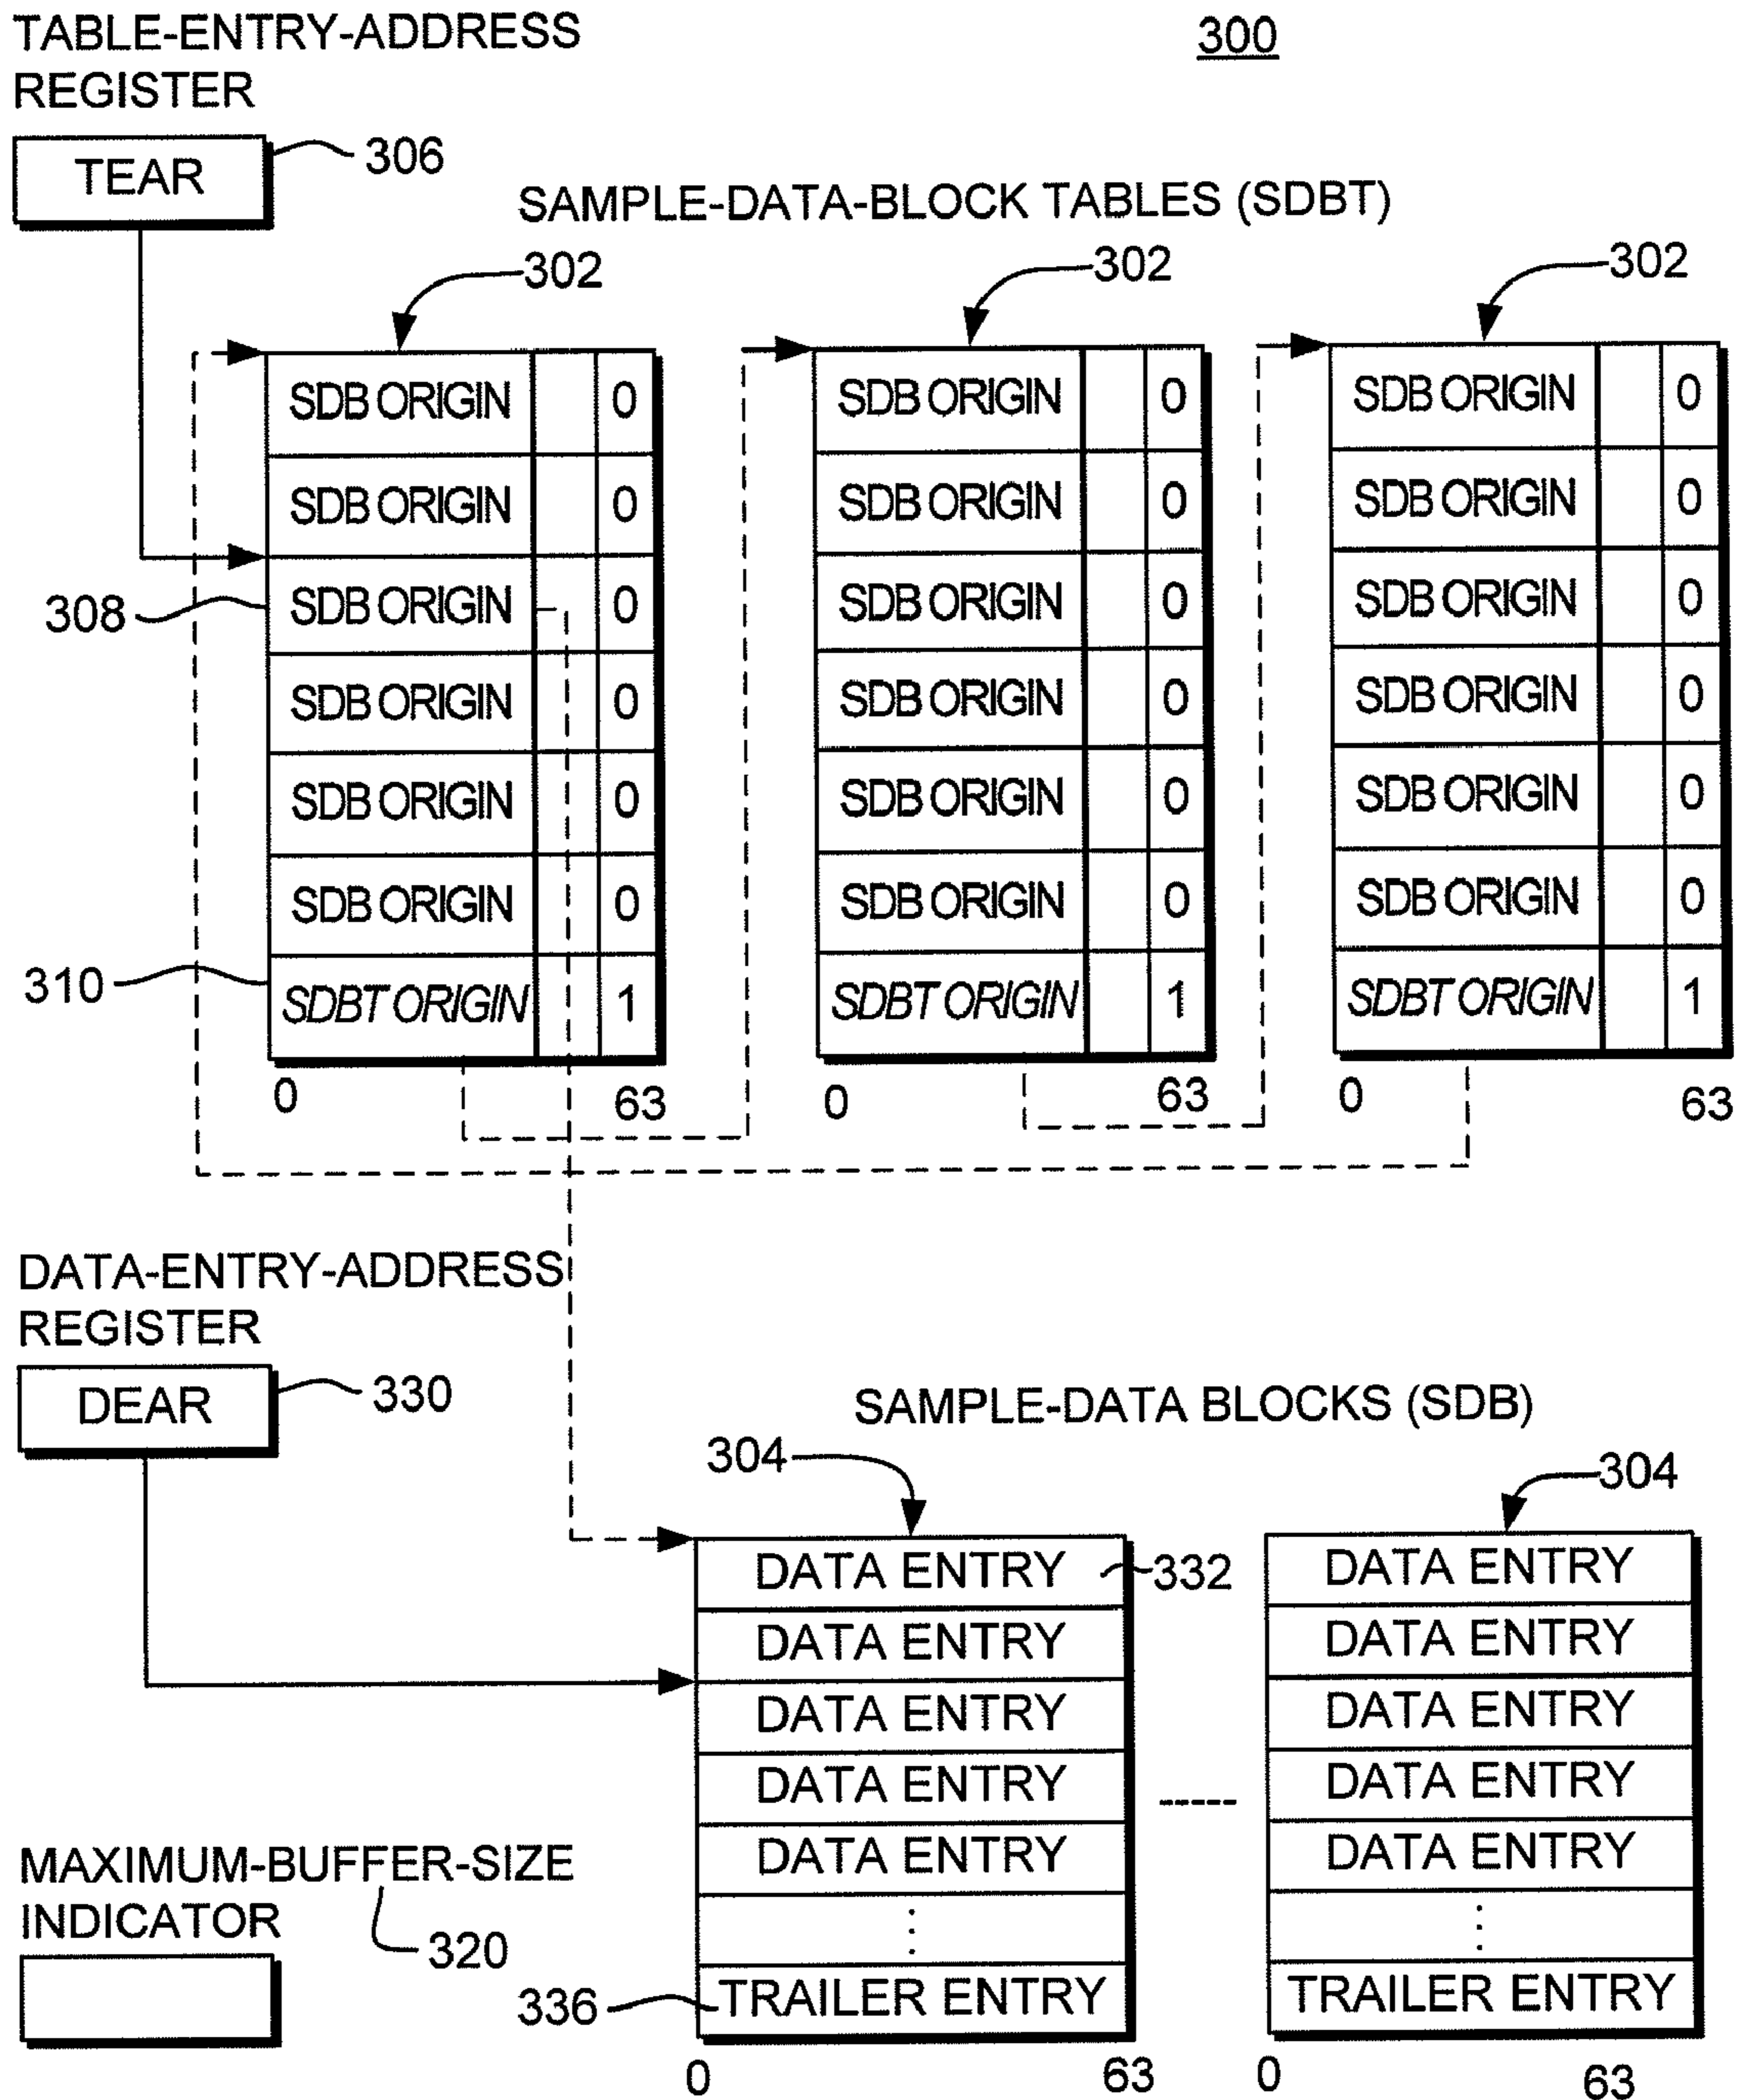 TABLE-ENTRY-ADDRESS
REGISTER
300
TEAR
306
SAMPLE-DATA-BLOCK TABLES (SDBT)
302
302
302
SDB ORIGIN 0
SDB ORIGIN 0
SDB ORIGIN 0
SDB ORIGIN 0
SDB ORIGIN 0
SDB ORIGIN 0
308
SDB ORIGIN 0
SDB ORIGIN 0
SDB ORIGIN 0
SDB ORIGIN 0
SDB ORIGIN 0
SDB ORIGIN 0
SDB ORIGIN 0
SDB ORIGIN 0
SDB ORIGIN 0
SDB ORIGIN 0
SDB ORIGIN 0
SDB ORIGIN 0
310
SDBT ORIGIN 1
SDBT ORIGIN 1
SDBT ORIGIN 1
0 63
0 63
0 63
DATA-ENTRY-ADDRESS
REGISTER
DEAR
330
SAMPLE-DATA BLOCKS (SDB)
304
304
DATA ENTRY
332
DATA ENTRY
DATA ENTRY
DATA ENTRY
DATA ENTRY
DATA ENTRY
DATA ENTRY
DATA ENTRY
DATA ENTRY
DATA ENTRY
MAXIMUM-BUFFER-SIZE
INDICATOR
320
336
TRAILER ENTRY
TRAILER ENTRY
0 63
0 63